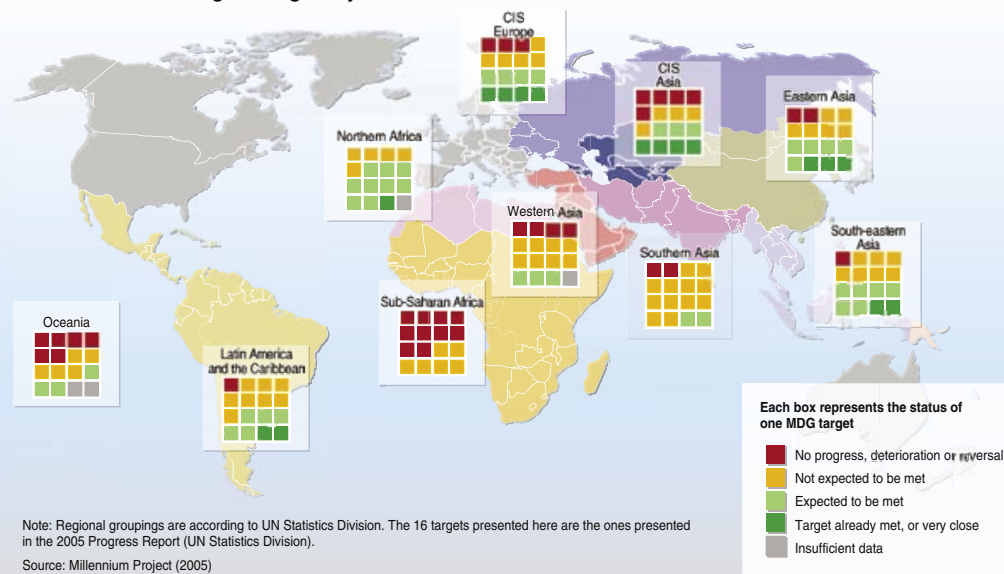 CIS
Europe
CIS
Asia
Eastern Asia
Northern Africa
Western Asia
South-eastern
Asia
Southern Asia
Sub-Saharan Africa
Oceania
Latin America
and the Caribbean
Each box represents the status of
one MDG target
No progress, deterioration or reversal
Not expected to be met
Expected to be met
Target already met, or very close
Insufficient data
Note: Regional groupings are according to UN Statistics Division. The 16 targets presented here are the ones presented
in the 2005 Progress Report (UN Statistics Division).
Source: Millennium Project (2005)